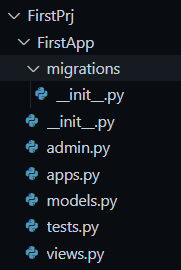 FirstPrj
FirstApp
migrations
__init__.py
__init__.py
admin.py
apps.py
models.py
tests.py
views.py